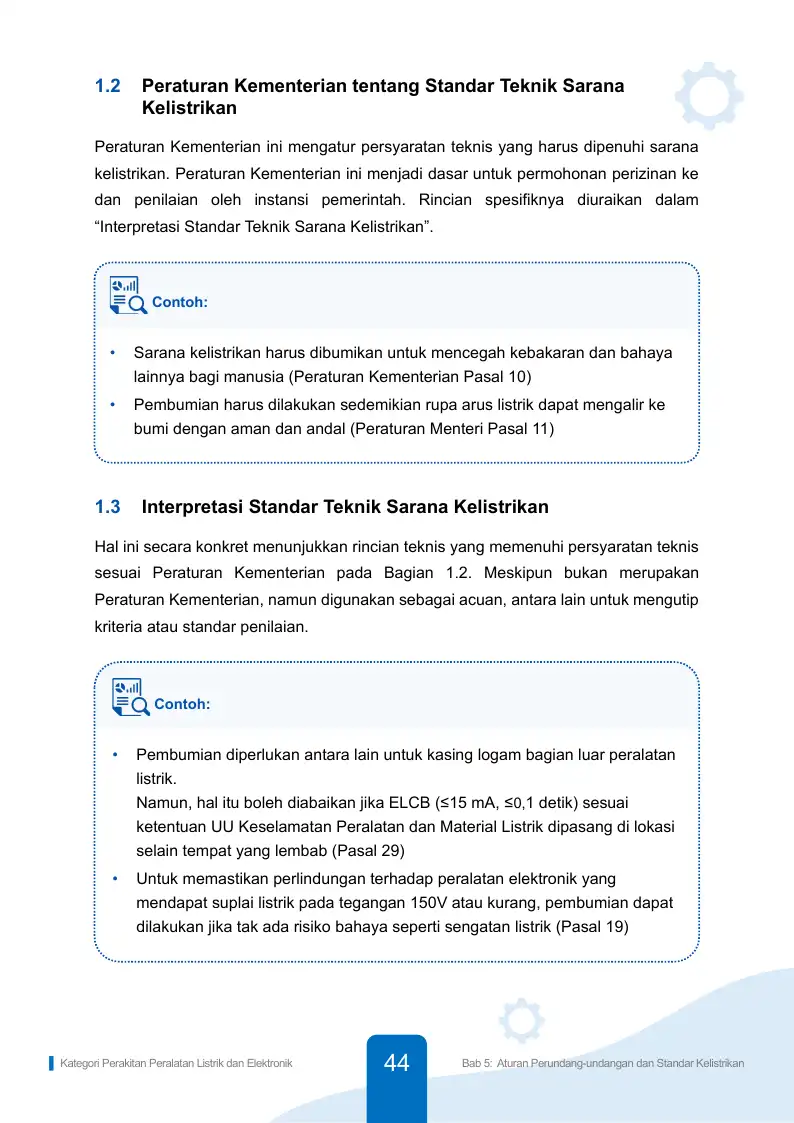 1.2 Peraturan Kementerian tentang Standar Teknik Sarana
Kelistrikan
Peraturan Kementerian ini mengatur persyaratan teknis yang harus dipenuhi sarana
kelistrikan. Peraturan Kementerian ini menjadi dasar untuk permohonan perizinan ke
dan penilaian oleh instansi pemerintah. Rincian spesifiknya diuraikan dalam
“Interpretasi Standar Teknik Sarana Kelistrikan”.
Contoh:
• Sarana kelistrikan harus dibumikan untuk mencegah kebakaran dan bahaya
lainnya bagi manusia (Peraturan Kementerian Pasal 10)
• Pembumian harus dilakukan sedemikian rupa arus listrik dapat mengalir ke
bumi dengan aman dan andal (Peraturan Menteri Pasal 11)
1.3 Interpretasi Standar Teknik Sarana Kelistrikan
Hal ini secara konkret menunjukkan rincian teknis yang memenuhi persyaratan teknis
sesuai Peraturan Kementerian pada Bagian 1.2. Meskipun bukan merupakan
Peraturan Kementerian, namun digunakan sebagai acuan, antara lain untuk mengutip
kriteria atau standar penilaian.
Contoh:
• Pembumian diperlukan antara lain untuk kasing logam bagian luar peralatan
listrik.
Namun, hal itu boleh diabaikan jika ELCB (≤15 mA, ≤0,1 detik) sesuai
ketentuan UU Keselamatan Peralatan dan Material Listrik dipasang di lokasi
selain tempat yang lembab (Pasal 29)
• Untuk memastikan perlindungan terhadap peralatan elektronik yang
mendapat suplai listrik pada tegangan 150V atau kurang, pembumian dapat
dilakukan jika tak ada risiko bahaya seperti sengatan listrik (Pasal 19)
Kategori Perakitan Peralatan Listrik dan Elektronik
44
Bab 5: Aturan Perundang-undangan dan Standar Kelistrikan